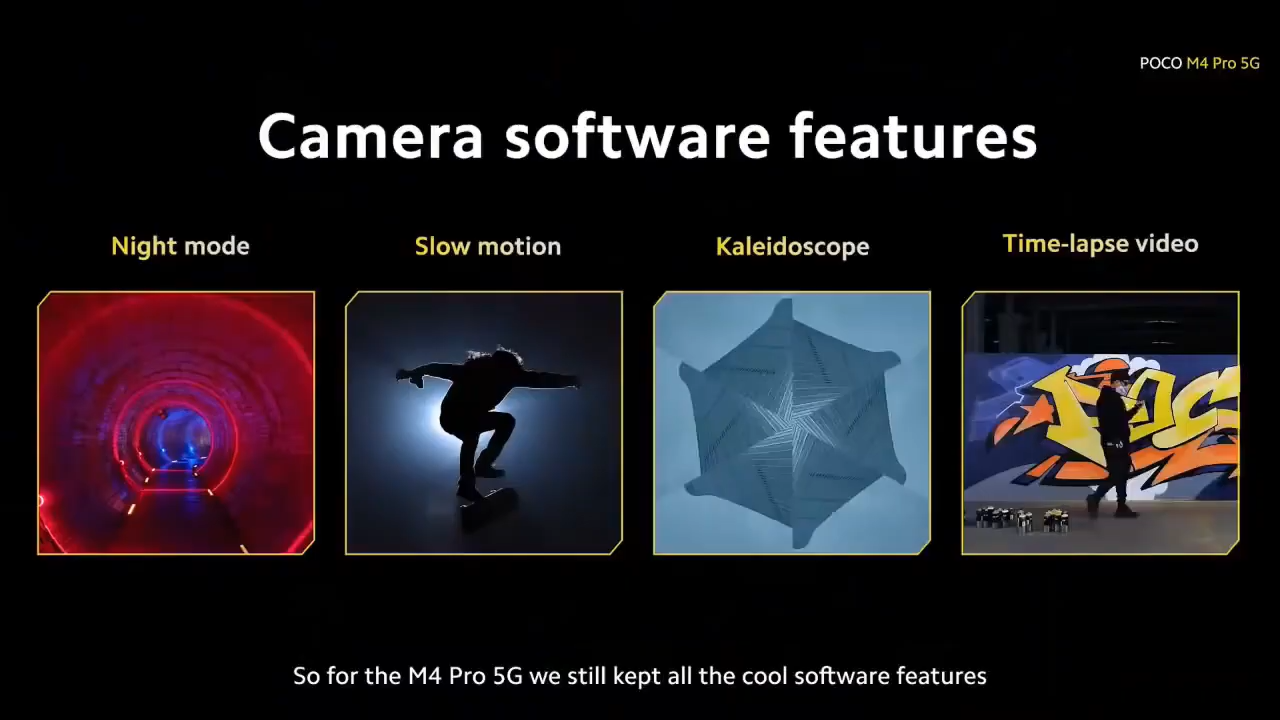 POCO M4 Pro 5G
Camera software features
Night mode
Slow motion
Kaleidoscope
Time-lapse video
So for the M4 Pro 5G we still kept all the cool software features